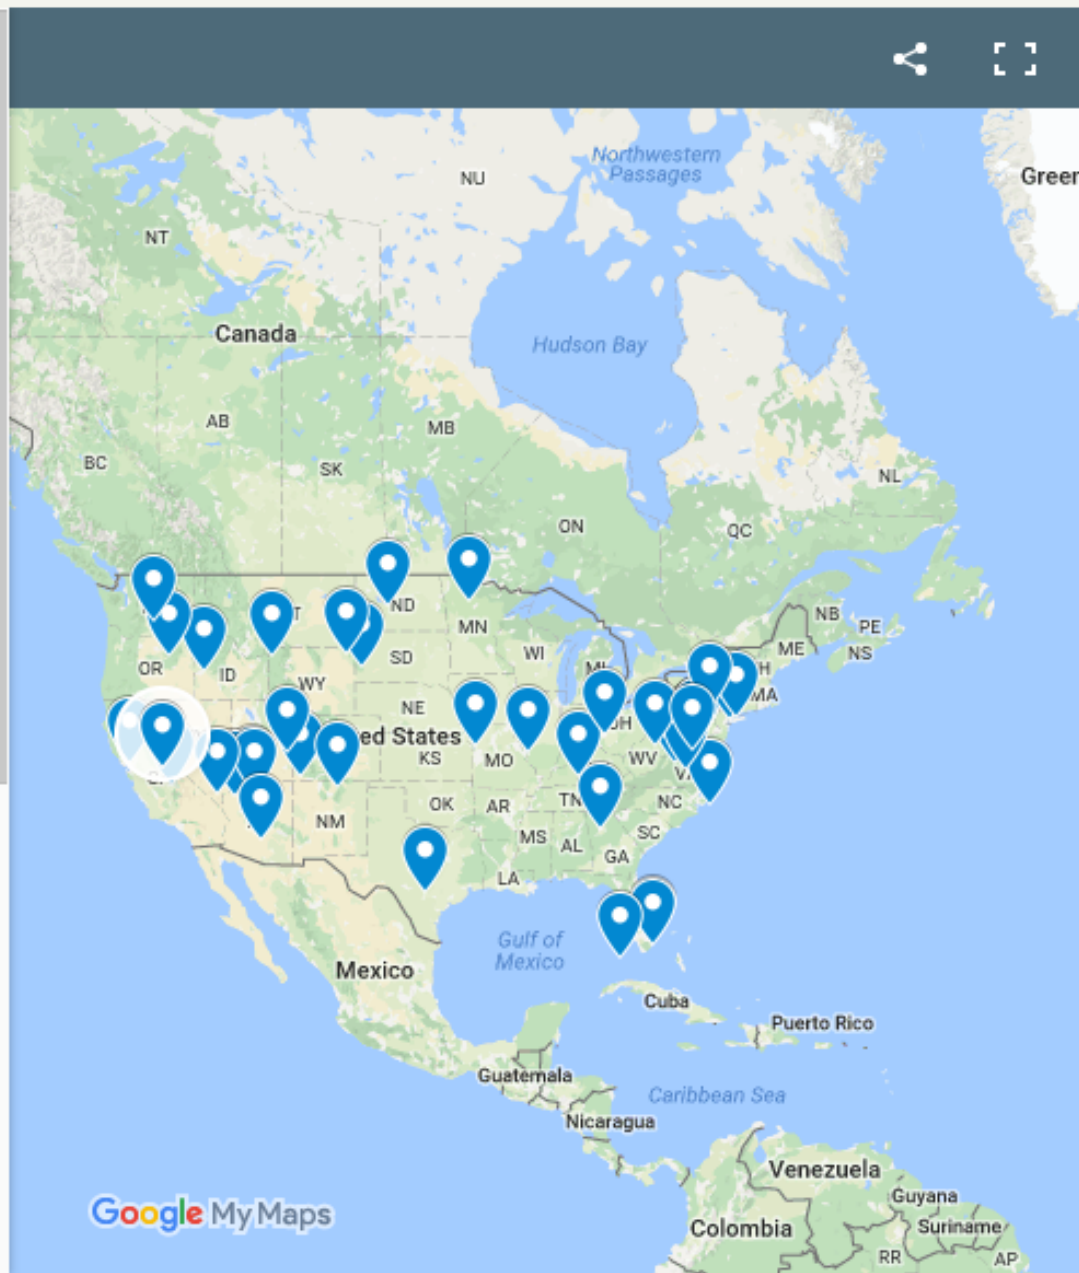 Northwestern
Passages
NU
Green
NT
Canada
Hudson Bay
AB
MB
BC
SK
NL
ON
QC
ND
NB
PE
MN
ME
NS
WI
SD
OR
ID
WY
MA
NE
ed States
KS
MO
WV
OK
AR
TN
NC
NM
MS
AL
SC
GA
LA
Gulf of
Mexico
Mexico
Cuba
Puerto Rico
Guatemala
Caribbean Sea
Nicaragua
Venezuela
Guyana
Google My Maps
Colombia
Suriname
RR
AP